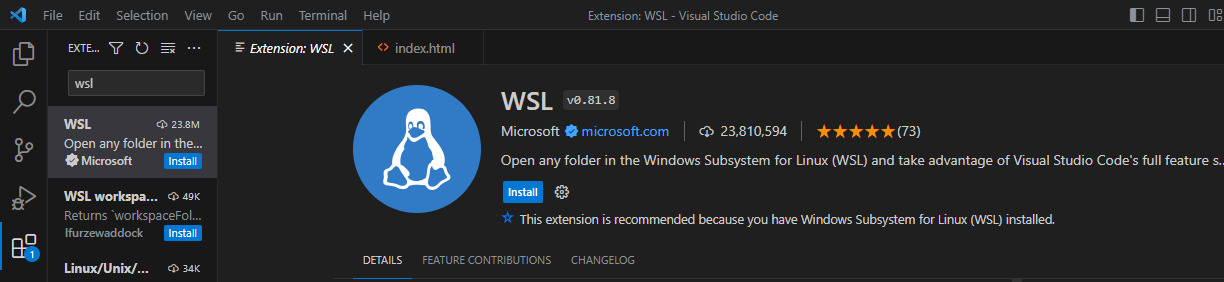 File Edit Selection View Go Run Terminal Help
Extension: WSL - Visual Studio Code
EXTE...
wsl
WSL 23.8M
Open any folder in the...
Microsoft Install
WSL workspa... 49K
Returns `workspaceFol...
lfurzewaddock Install
Linux/Unix/... 34K
1
Extension: WSL index.html
WSL v0.81.8
Microsoft microsoft.com 23,810,594 (73)
Open any folder in the Windows Subsystem for Linux (WSL) and take advantage of Visual Studio Code's full feature s...
Install
This extension is recommended because you have Windows Subsystem for Linux (WSL) installed.
DETAILS FEATURE CONTRIBUTIONS CHANGELOG